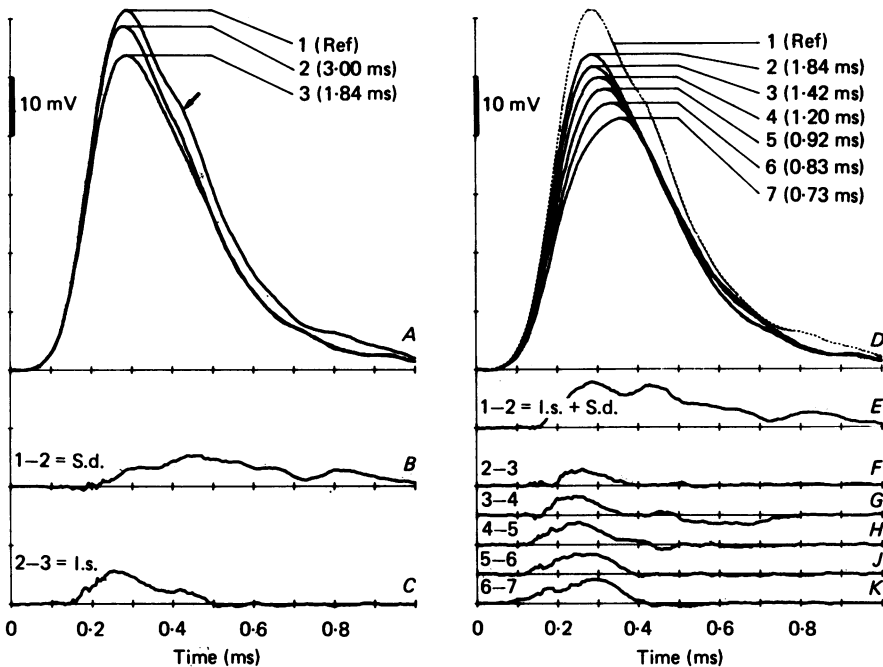 1 (Ref)
2 (3·00 ms)
3 (1·84 ms)
10 mV
A
1–2 = S.d.
B
2–3 = I.s.
C
0 0·2 0·4 0·6 0·8 1·0
Time (ms)
1 (Ref)
2 (1·84 ms)
3 (1·42 ms)
4 (1·20 ms)
5 (0·92 ms)
6 (0·83 ms)
7 (0·73 ms)
10 mV
D
1–2 = I.s. + S.d.
E
2–3
F
3–4
G
4–5
H
5–6
J
6–7
K
0 0·2 0·4 0·6 0·8 1·0
Time (ms)